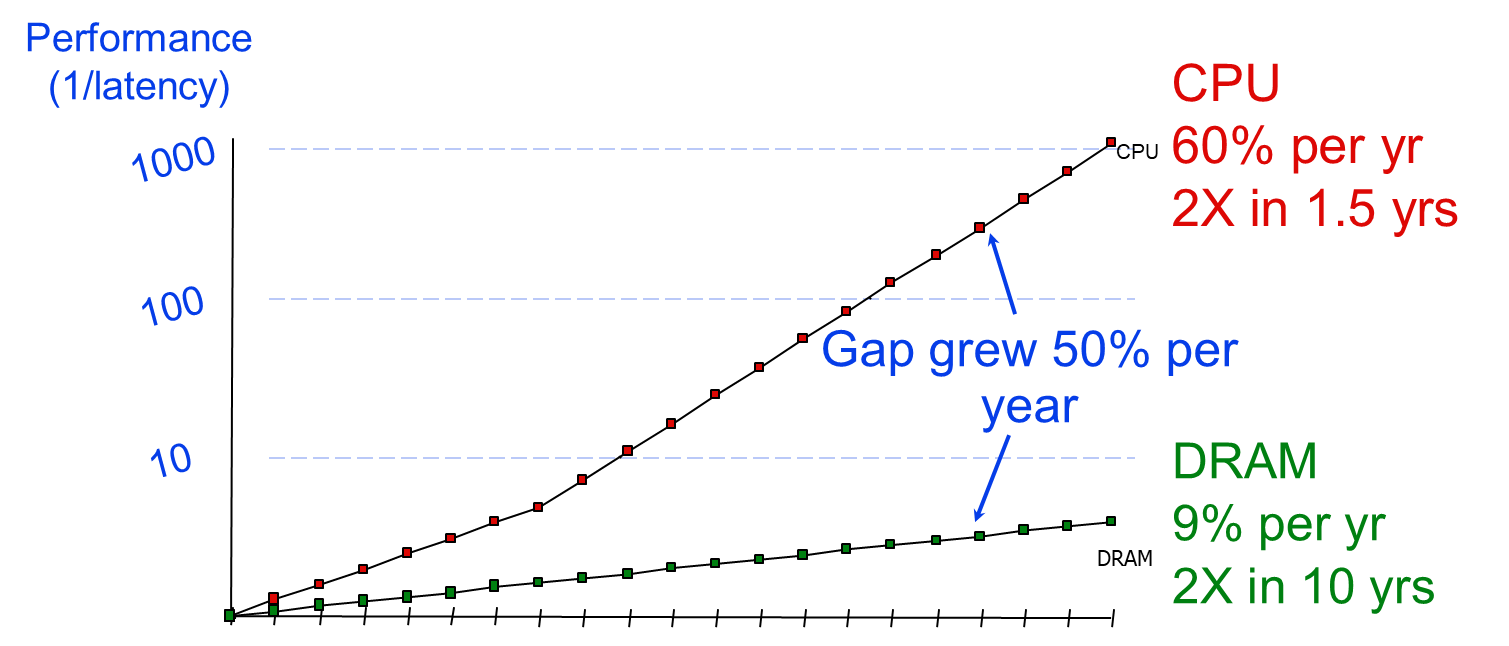 Performance
(1/latency)
1000
100
10
CPU
DRAM
Gap grew 50% per
year
CPU
60% per yr
2X in 1.5 yrs
DRAM
9% per yr
2X in 10 yrs